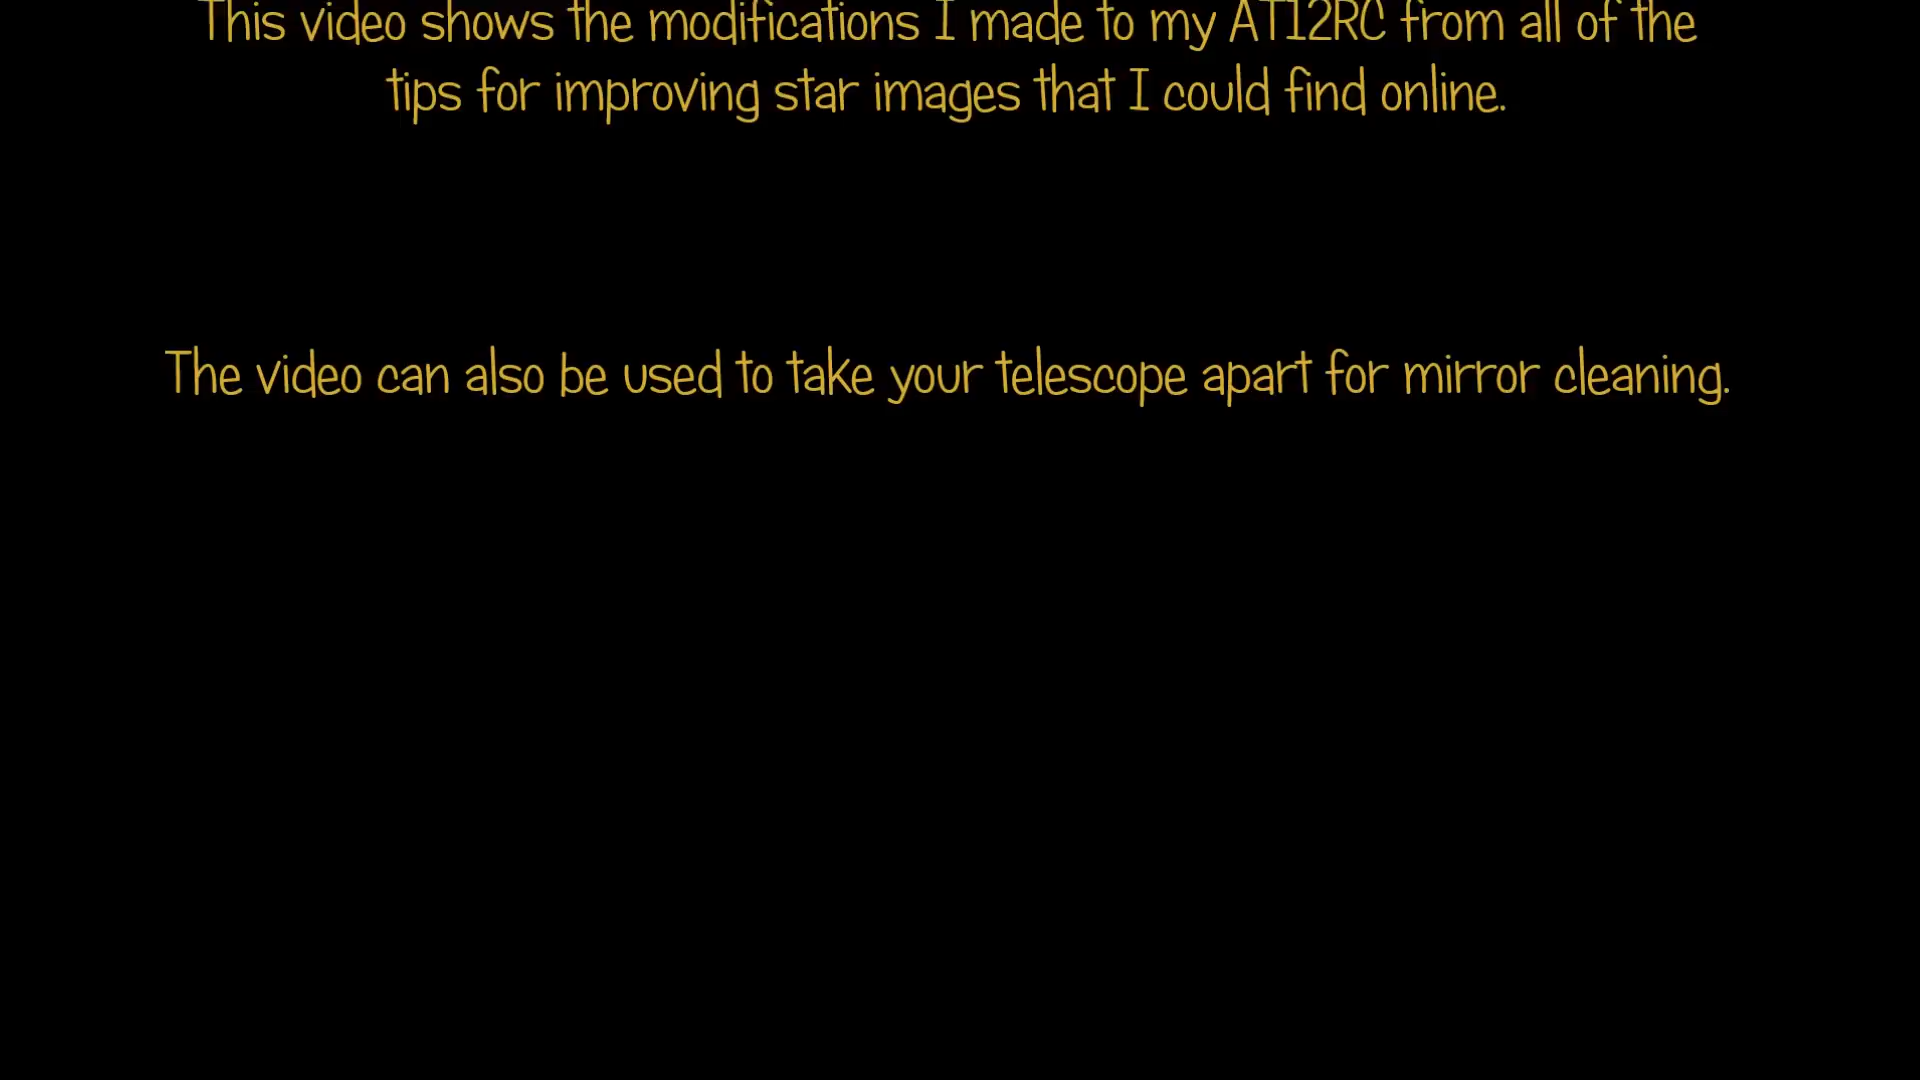 This video shows the modifications I made to my AT12RC from all of the
tips for improving star images that I could find online.
The video can also be used to take your telescope apart for mirror cleaning.